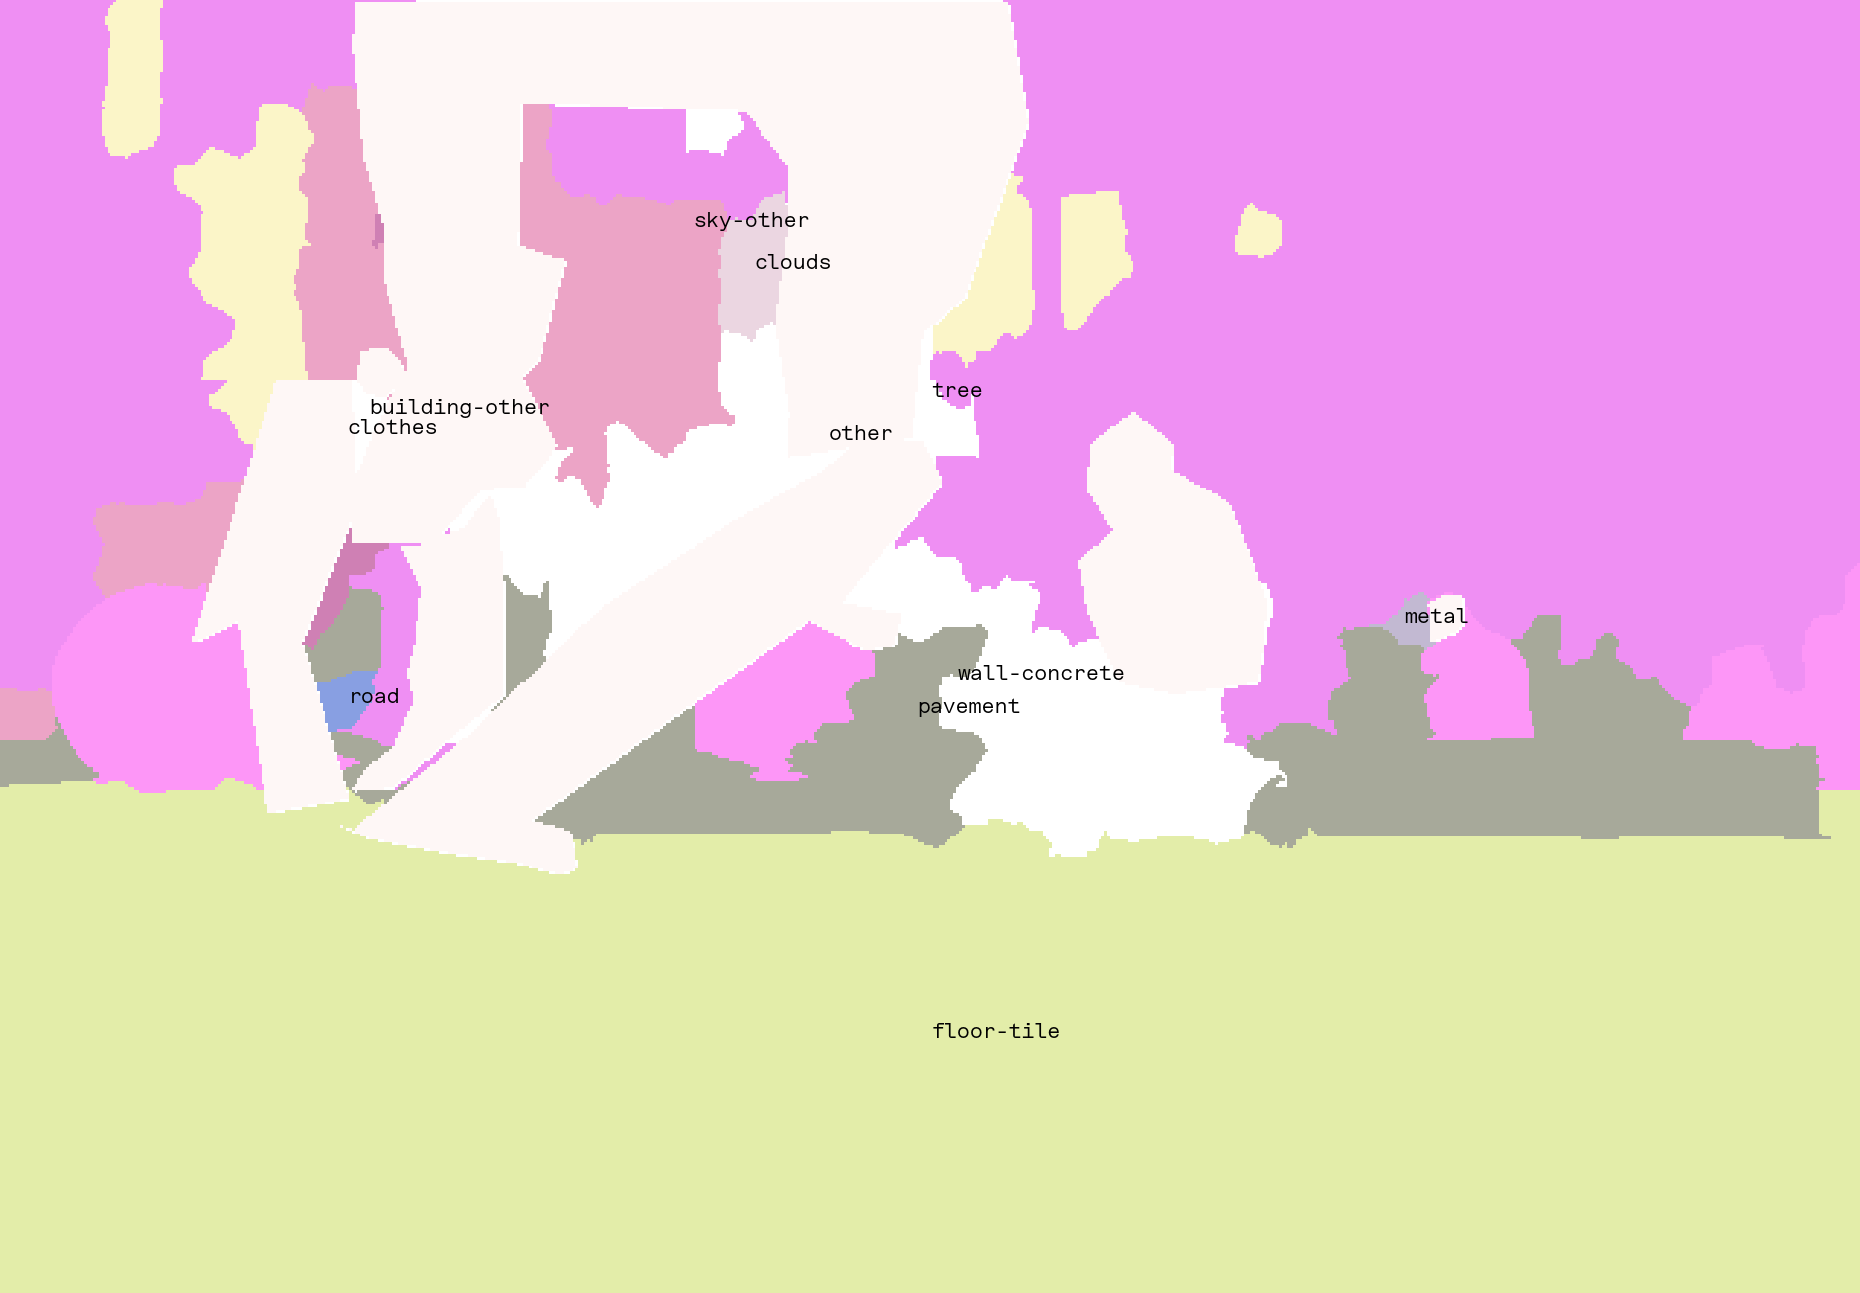 sky-other
clouds
tree
building-other
clothes
other
metal
wall-concrete
road
pavement
floor-tile